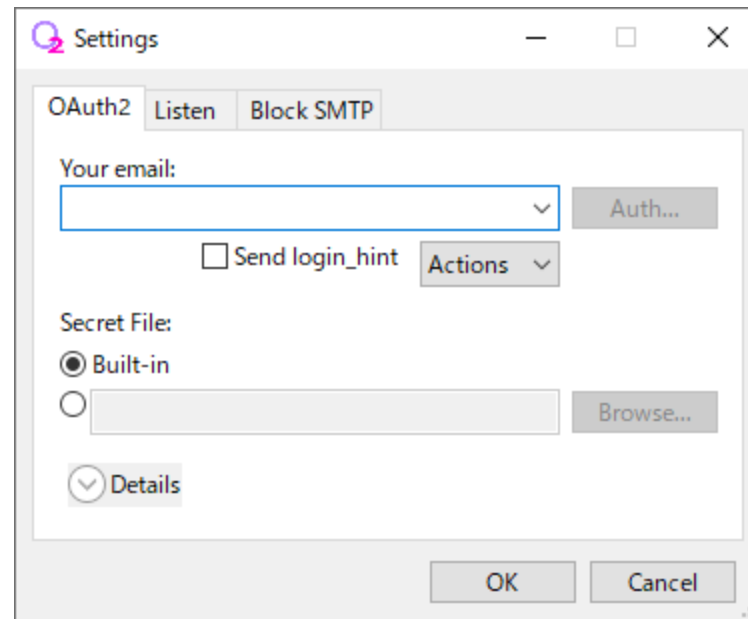 Settings
OAuth2 Listen Block SMTP
Your email:
Auth...
Send login_hint Actions
Secret File:
Built-in
Browse...
Details
OK Cancel